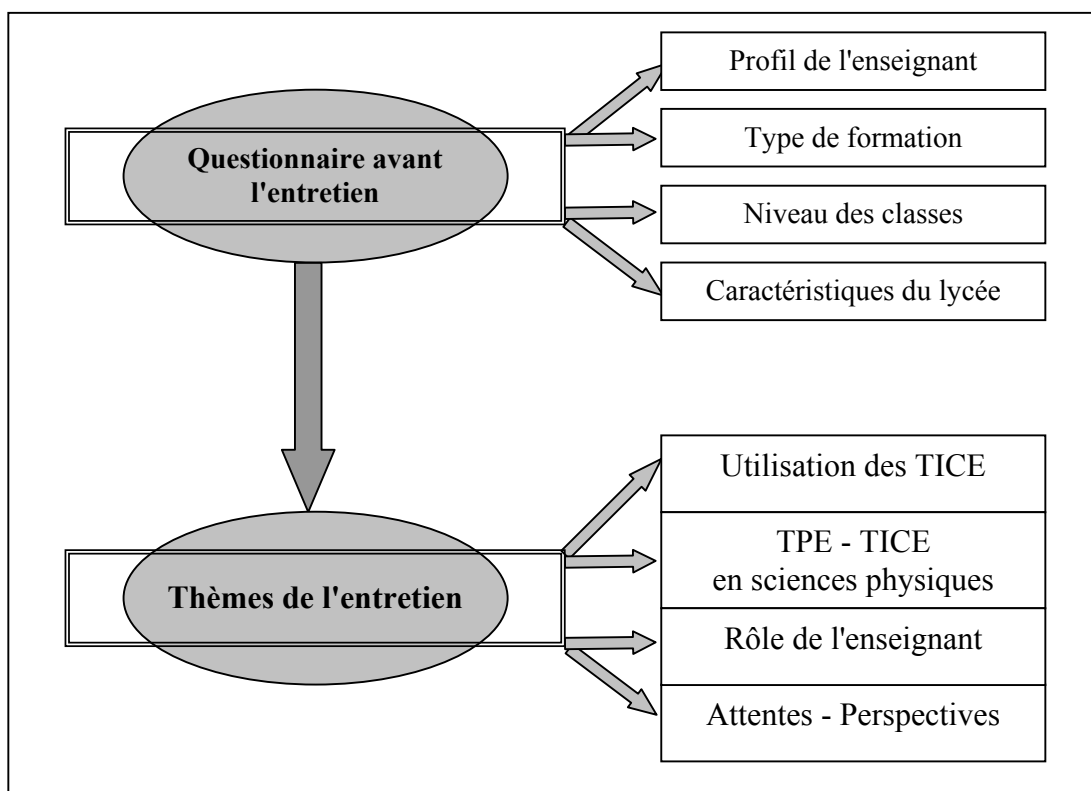 Questionnaire avant
l'entretien
Profil de l'enseignant
Type de formation
Niveau des classes
Caractéristiques du lycée
Thèmes de l'entretien
Utilisation des TICE
TPE - TICE
en sciences physiques
Rôle de l'enseignant
Attentes - Perspectives